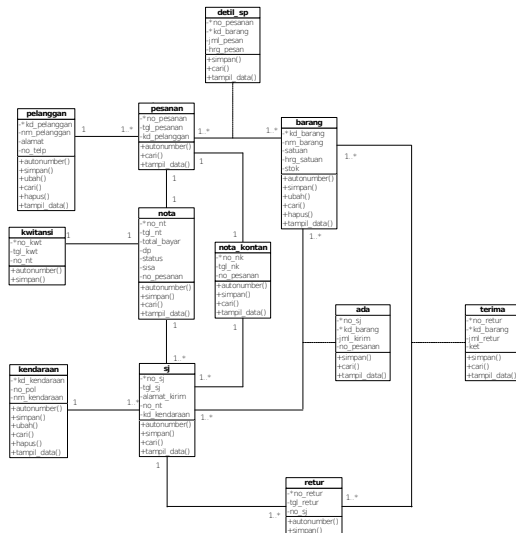 detil_sp
-*no_pesanan
-*kd_barang
-jml_pesan
-hrg_pesan
+simpan()
+cari()
+tampil_data()
pelanggan
-*kd_pelanggan
-nm_pelanggan
-alamat
-no_telp
+autonumber()
+simpan()
+ubah()
+cari()
+hapus()
+tampil_data()
1
1..*
pesanan
-*no_pesanan
-tgl_pesanan
-kd_pelanggan
+autonumber()
+cari()
+tampil_data()
1..*
1..*
1
1
barang
-*kd_barang
-nm_barang
-satuan
-hrg_satuan
-stok
+autonumber()
+simpan()
+ubah()
+cari()
+hapus()
+tampil_data()
1..*
1..*
kwitansi
-*no_kwt
-tgl_kwt
-no_nt
+autonumber()
+simpan()
1
1
1
nota
-*no_nt
-tgl_nt
-total_bayar
-dp
-status
-sisa
-no_pesanan
+autonumber()
+simpan()
+cari()
+tampil_data()
1
1
nota_kontan
-*no_nk
-tgl_nk
-no_pesanan
+autonumber()
+simpan()
+cari()
+tampil_data()
1
ada
-*no_sj
-*kd_barang
-jml_kirim
-no_pesanan
+simpan()
+cari()
+tampil_data()
terima
-*no_retur
-*kd_barang
-jml_retur
-ket
+simpan()
+cari()
+tampil_data()
kendaraan
-*kd_kendaraan
-no_pol
-nm_kendaraan
+autonumber()
+simpan()
+ubah()
+cari()
+hapus()
+tampil_data()
1
1..*
1..*
sj
-*no_sj
-tgl_sj
-alamat_kirim
-no_nt
-kd_kendaraan
+autonumber()
+simpan()
+cari()
+tampil_data()
1..*
1..*
1
retur
-*no_retur
-tgl_retur
-no_sj
+autonumber()
+simpan()
1..*
1..*